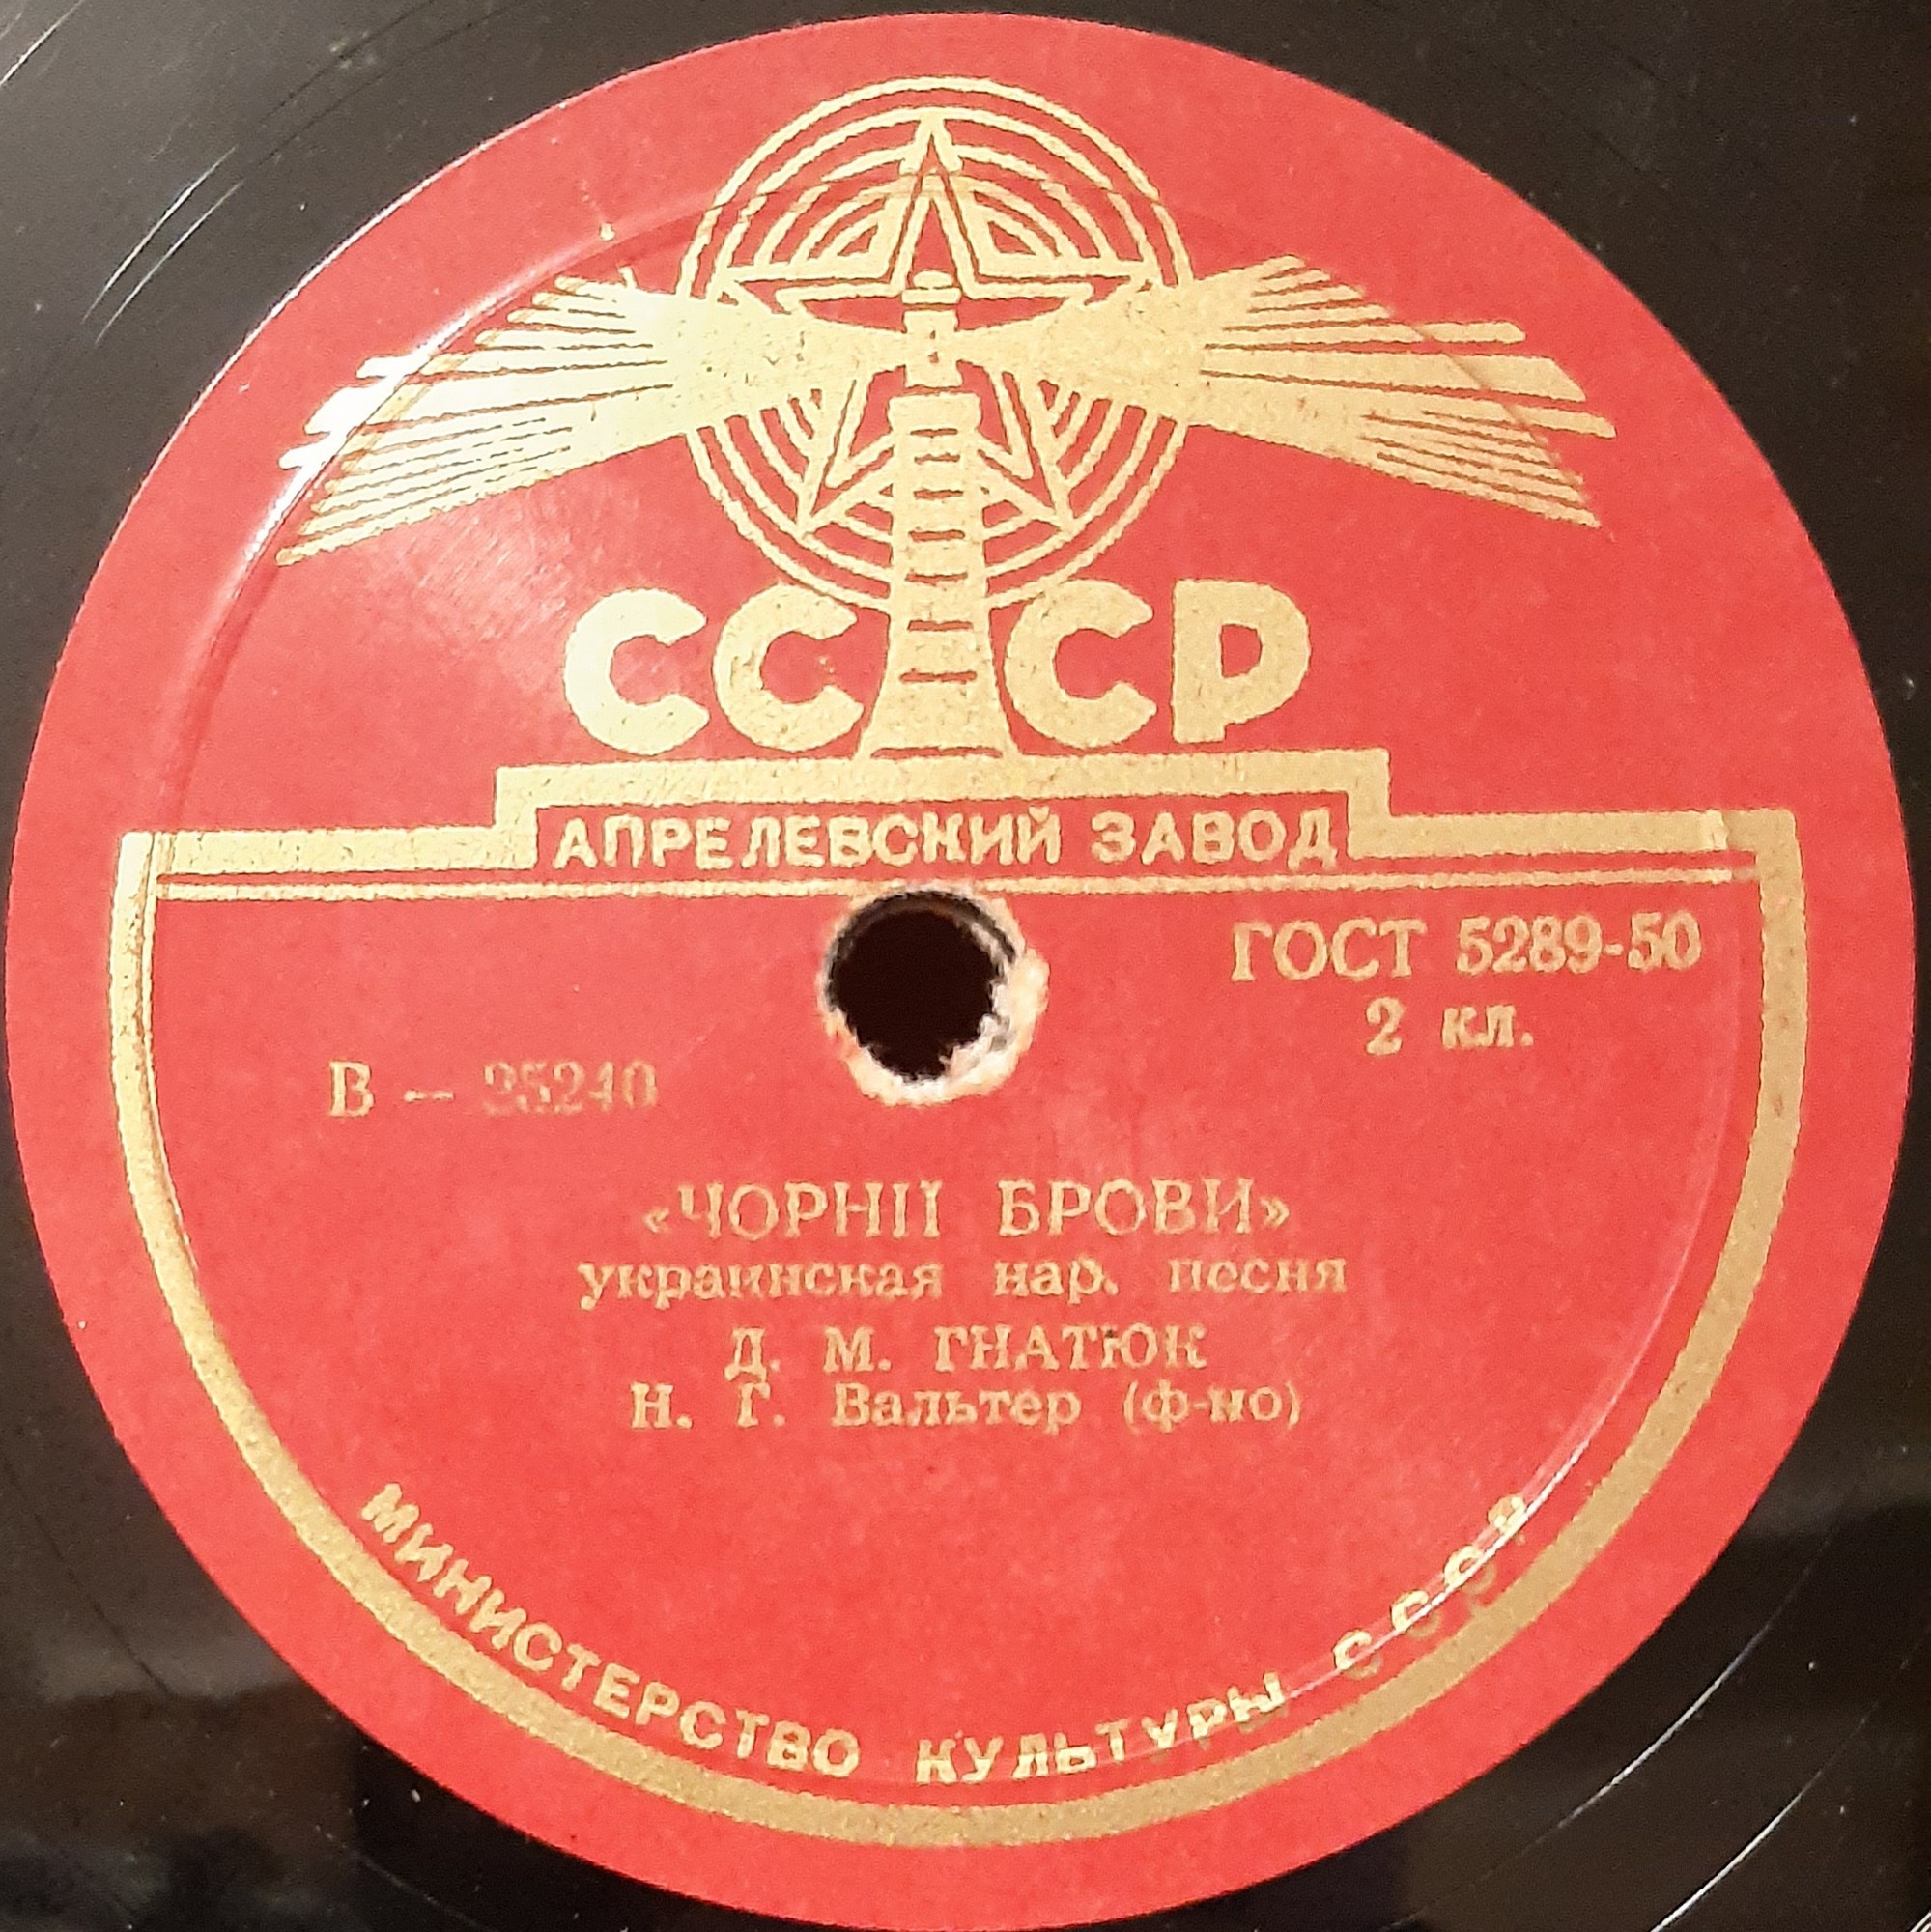 СССР
АПРЕЛЕВСКИЙ ЗАВОД
ГОСТ 5289-50
2 кл.
В — 25240
«ЧОРНІЇ БРОВИ»
украинская нар. песня
Д. М. ГНАТЮК
Н. Г. Вальтер (ф-но)
МИНИСТЕРСТВО КУЛЬТУРЫ СССР